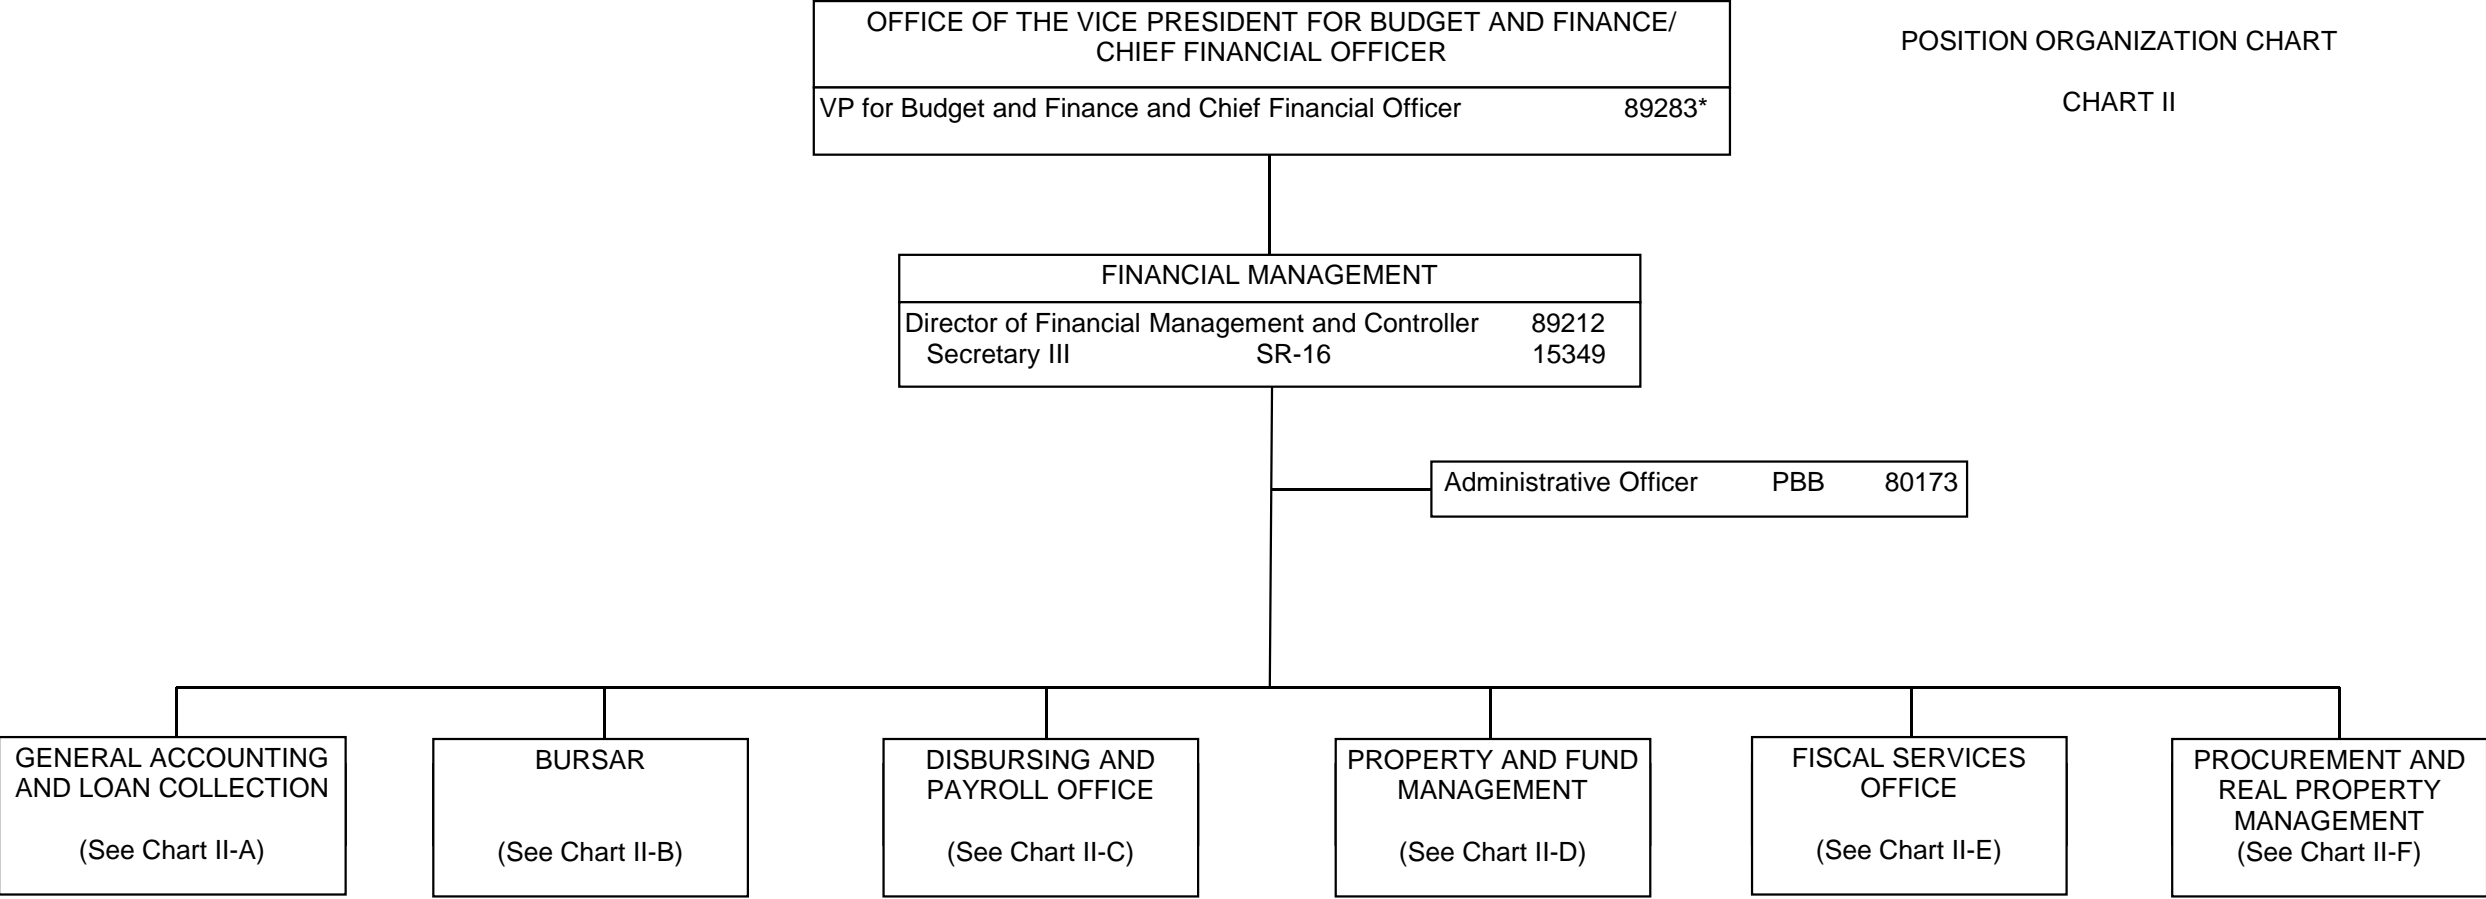 OFFICE OF THE VICE PRESIDENT FOR BUDGET AND FINANCE/
CHIEF FINANCIAL OFFICER
VP for Budget and Finance and Chief Financial Officer 89283*
POSITION ORGANIZATION CHART
CHART II
FINANCIAL MANAGEMENT
Director of Financial Management and Controller 89212
Secretary III SR-16 15349
Administrative Officer PBB 80173
GENERAL ACCOUNTING
AND LOAN COLLECTION
(See Chart II-A)
BURSAR
(See Chart II-B)
DISBURSING AND
PAYROLL OFFICE
(See Chart II-C)
PROPERTY AND FUND
MANAGEMENT
(See Chart II-D)
FISCAL SERVICES
OFFICE
(See Chart II-E)
PROCUREMENT AND
REAL PROPERTY
MANAGEMENT
(See Chart II-F)